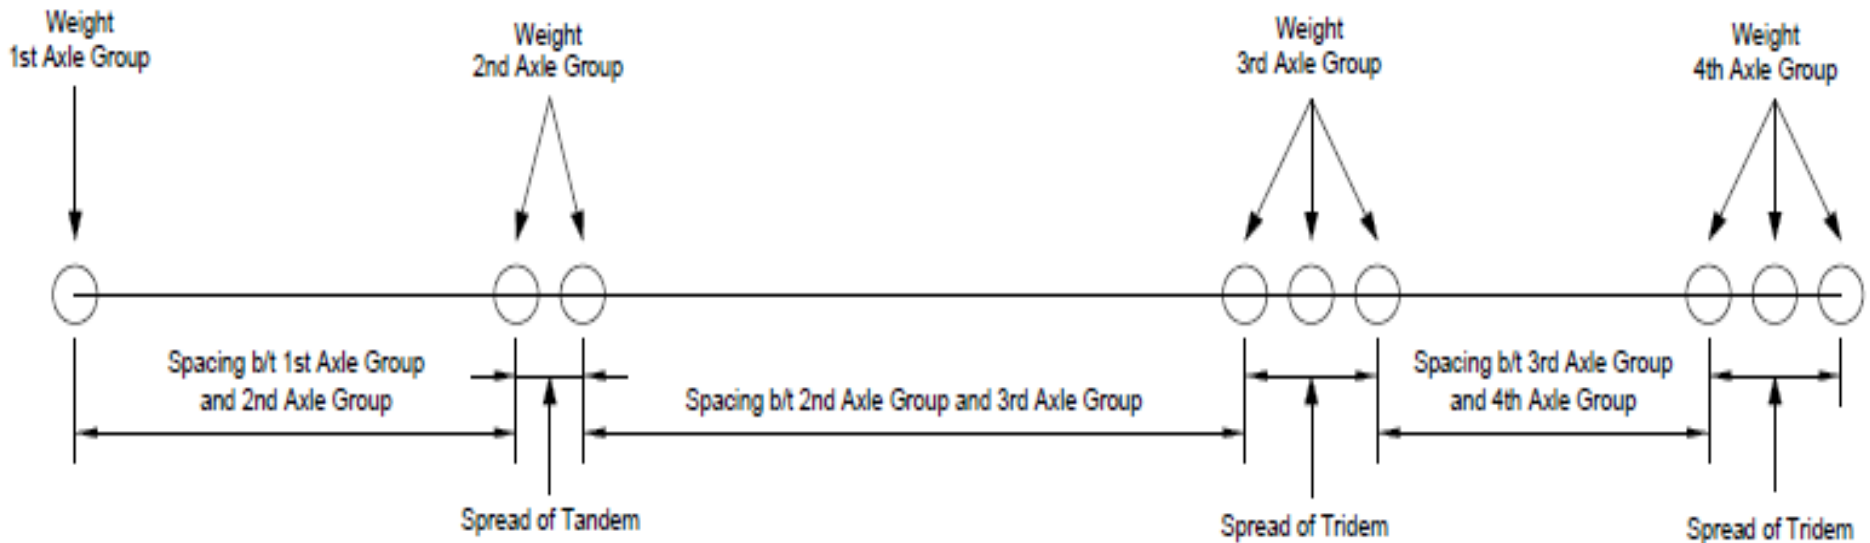 Weight
1st Axle Group
Weight
2nd Axle Group
Weight
3rd Axle Group
Weight
4th Axle Group
Spacing b/t 1st Axle Group
and 2nd Axle Group
Spacing b/t 2nd Axle Group and 3rd Axle Group
Spacing b/t 3rd Axle Group
and 4th Axle Group
Spread of Tandem
Spread of Tridem
Spread of Tridem